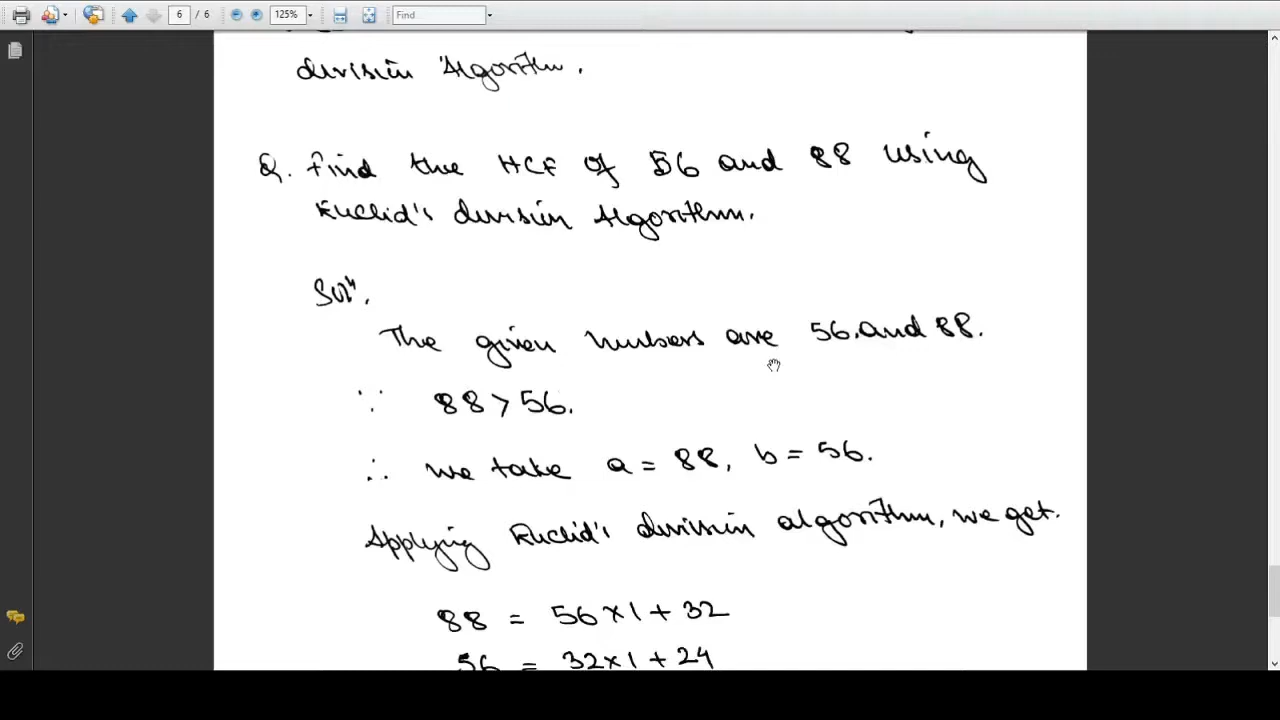 6 / 6 125% Find
division Algorithm.
Q. Find the HCF of 56 and 88 using
Euclid's division Algorithm.
Solⁿ.
The given numbers are 56 and 88.
∵ 88 > 56.
∴ we take a = 88, b = 56.
Applying Euclid's division algorithm, we get.
88 = 56 × 1 + 32
56 = 32 × 1 + 24